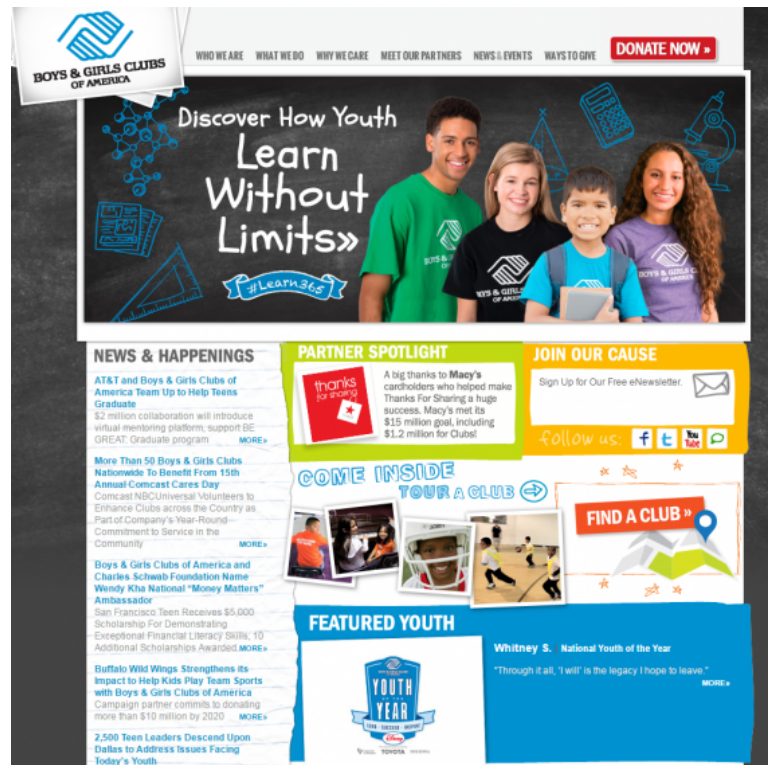 BOYS & GIRLS CLUBS
OF AMERICA
WHO WE ARE WHAT WE DO WHY WE CARE MEET OUR PARTNERS NEWS & EVENTS WAYS TO GIVE DONATE NOW »
Discover How Youth
Learn
Without
Limits»
#Learn365
BOYS &
BOYS & GIRLS
OF AMERICA
BOYS & GIRLS C
NEWS & HAPPENINGS
AT&T and Boys & Girls Clubs of
America Team Up to Help Teens
Graduate
$2 million collaboration will introduce
virtual mentoring platform, support BE
GREAT: Graduate program MORE»
More Than 50 Boys & Girls Clubs
Nationwide To Benefit From 15th
Annual Comcast Cares Day
Comcast NBCUniversal Volunteers to
Enhance Clubs across the Country as
Part of Company's Year-Round
Commitment to Service in the
Community MORE»
Boys & Girls Clubs of America and
Charles Schwab Foundation Name
Wendy Kha National "Money Matters"
Ambassador
San Francisco Teen Receives $5,000
Scholarship For Demonstrating
Exceptional Financial Literacy Skills; 10
Additional Scholarships Awarded MORE»
Buffalo Wild Wings Strengthens its
Impact to Help Kids Play Team Sports
with Boys & Girls Clubs of America
Campaign partner commits to donating
more than $10 million by 2020 MORE»
2,500 Teen Leaders Descend Upon
Dallas to Address Issues Facing
Today's Youth
PARTNER SPOTLIGHT
thanks
for sharing
A big thanks to Macy's
cardholders who helped make
Thanks For Sharing a huge
success. Macy's met its
$15 million goal, including
$1.2 million for Clubs!
JOIN OUR CAUSE
Sign Up for Our Free eNewsletter.
follow us: f t You Tube
COME INSIDE
TOUR A CLUB
FIND A CLUB »
FEATURED YOUTH
YOUTH
OF THE
YEAR
Disney
TOYOTA
Whitney S. | National Youth of the Year
"Through it all, 'I will' is the legacy I hope to leave."
MORE»